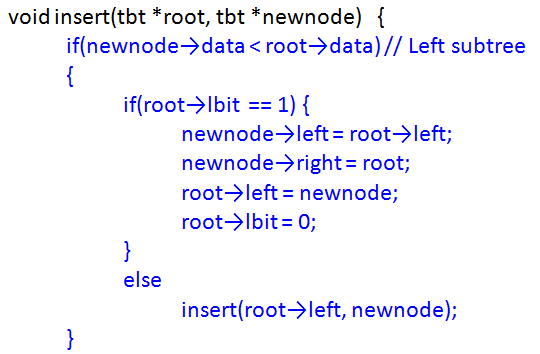 void insert(tbt *root, tbt *newnode) {
if(newnode→data < root→data) // Left subtree
{
if(root→lbit == 1) {
newnode→left = root→left;
newnode→right = root;
root→left = newnode;
root→lbit = 0;
}
else
insert(root→left, newnode);
}